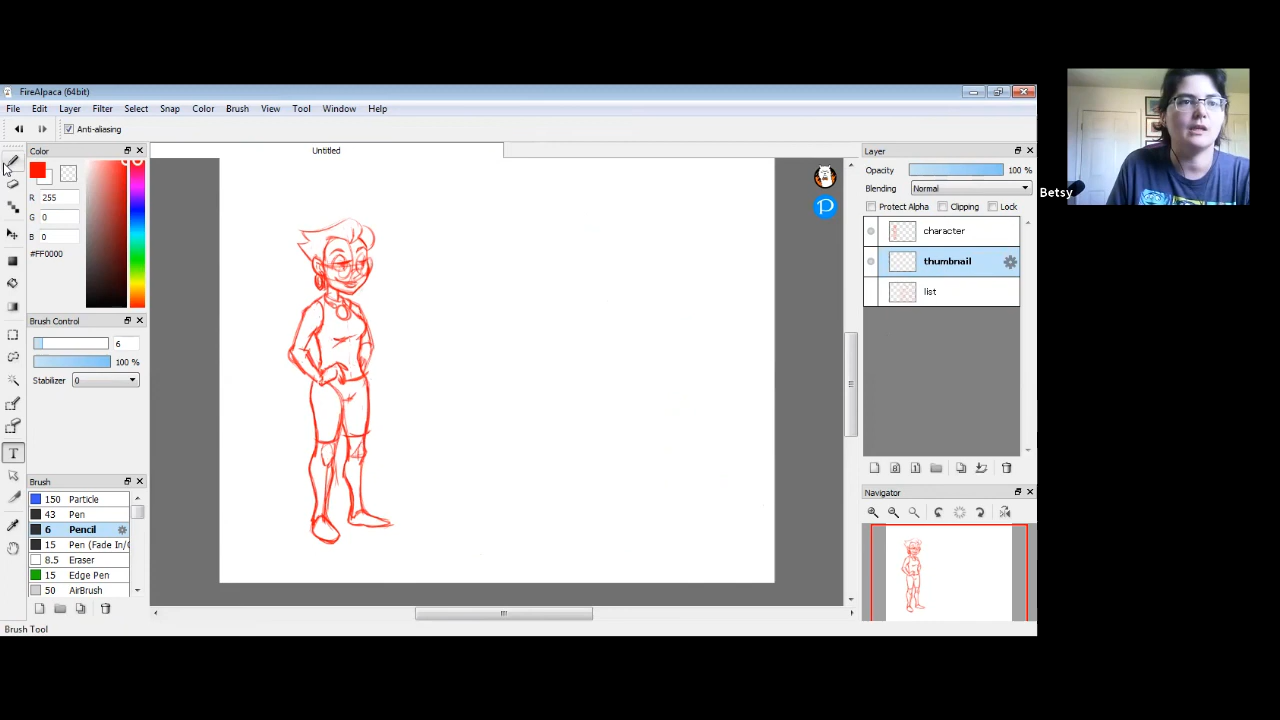 FireAlpaca (64bit)
File Edit Layer Filter Select Snap Color Brush View Tool Window Help
Anti-aliasing
Color
R 255
G 0
B 0
#FF0000
Brush Control
6
100 %
Stabilizer 0
Brush
150 Particle
43 Pen
6 Pencil
15 Pen (Fade In/O
8.5 Eraser
15 Edge Pen
50 AirBrush
Brush Tool
Untitled
Layer
Opacity 100 %
Blending Normal
Protect Alpha Clipping Lock
character
thumbnail
list
Navigator
Betsy